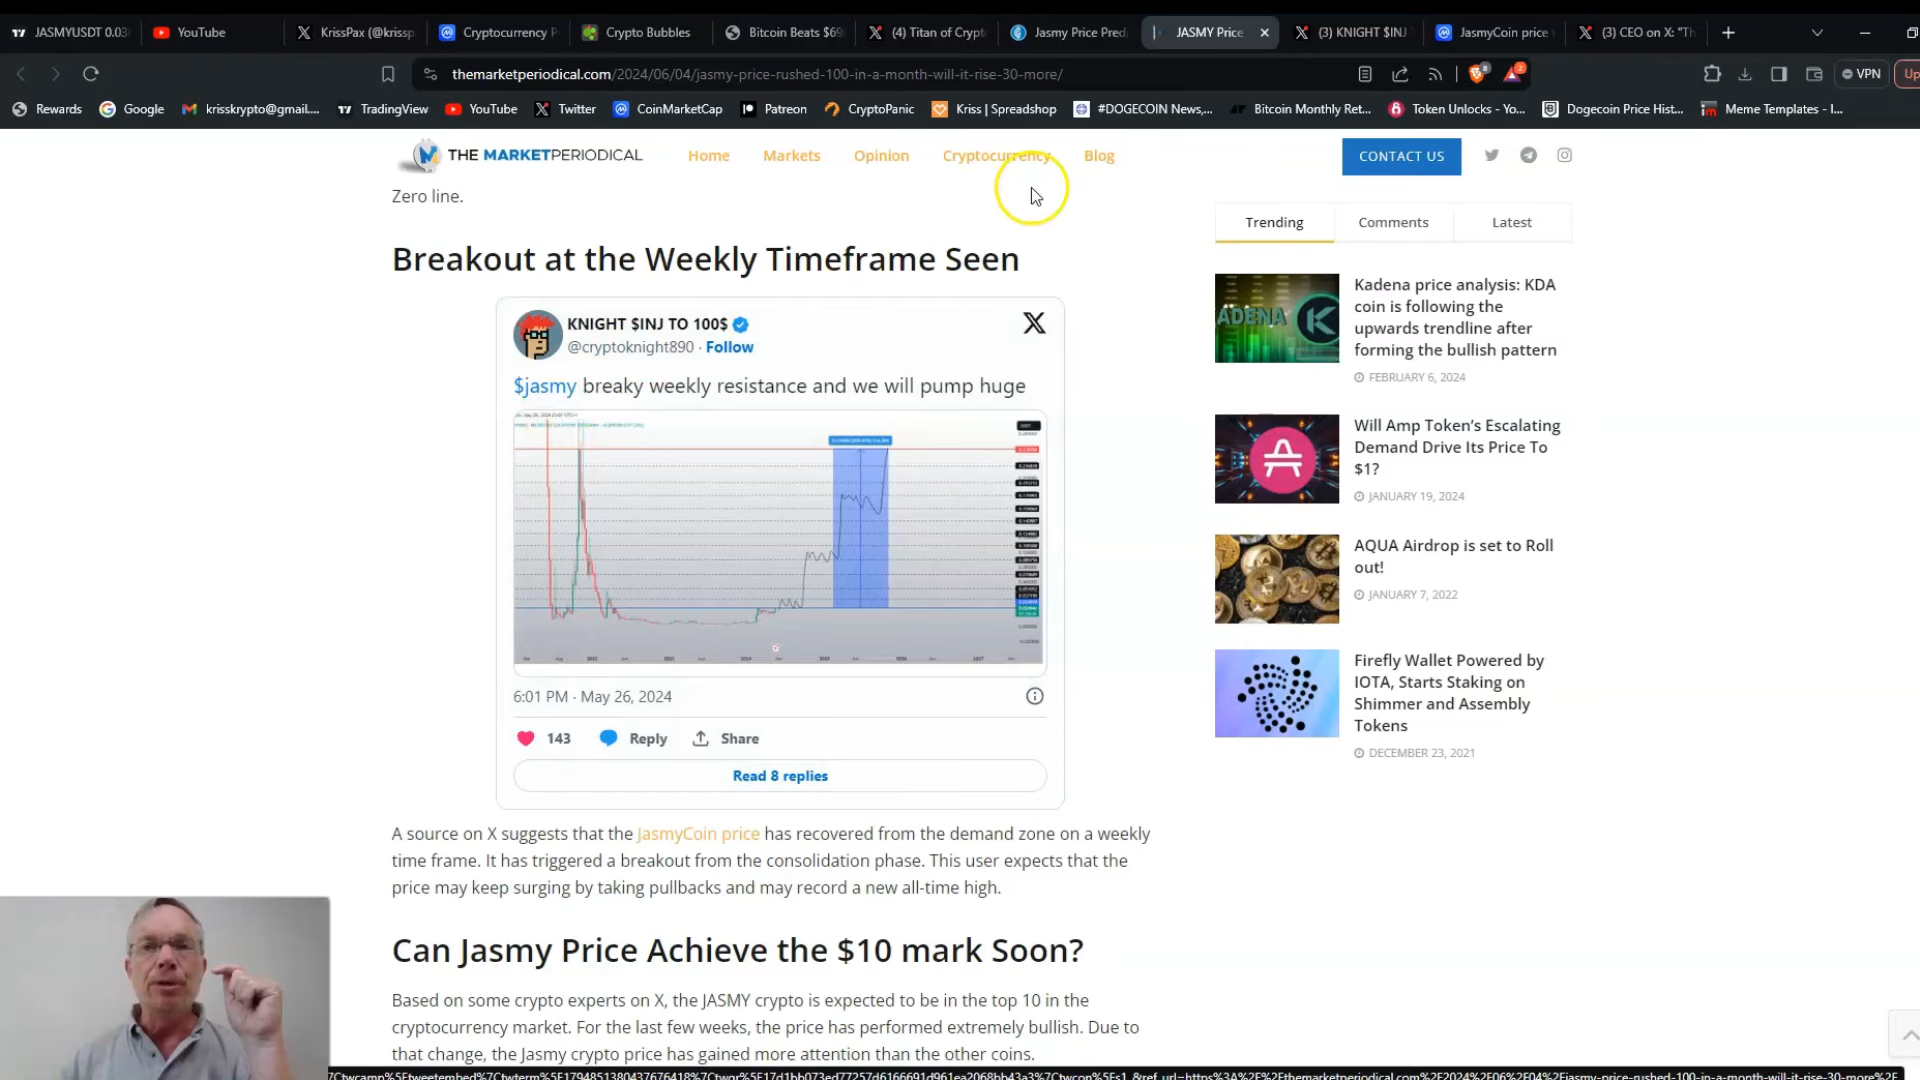 JASMYUSDT 0.03
YouTube
KrissPax (@krissp
Cryptocurrency P
Crypto Bubbles
Bitcoin Beats $69
(4) Titan of Crypt
Jasmy Price Pred
JASMY Price
(3) KNIGHT $INJ
JasmyCoin price
(3) CEO on X: "Th
themarketperiodical.com/2024/06/04/jasmy-price-rushed-100-in-a-month-will-it-rise-30-more/
VPN
Up
Rewards
Google
krisskrypto@gmail....
TradingView
YouTube
Twitter
CoinMarketCap
Patreon
CryptoPanic
Kriss | Spreadshop
#DOGECOIN News,...
Bitcoin Monthly Ret...
Token Unlocks - Yo...
Dogecoin Price Hist...
Meme Templates - I...
THE MARKETPERIODICAL
Home
Markets
Opinion
Cryptocurrency
Blog
CONTACT US
Zero line.
Breakout at the Weekly Timeframe Seen
KNIGHT $INJ TO 100$
@cryptoknight890 · Follow
$jasmy breaky weekly resistance and we will pump huge
6:01 PM · May 26, 2024
143
Reply
Share
Read 8 replies
A source on X suggests that the JasmyCoin price has recovered from the demand zone on a weekly
time frame. It has triggered a breakout from the consolidation phase. This user expects that the
price may keep surging by taking pullbacks and may record a new all-time high.
Can Jasmy Price Achieve the $10 mark Soon?
Based on some crypto experts on X, the JASMY crypto is expected to be in the top 10 in the
cryptocurrency market. For the last few weeks, the price has performed extremely bullish. Due to
that change, the Jasmy crypto price has gained more attention than the other coins.
Trending
Comments
Latest
Kadena price analysis: KDA
coin is following the
upwards trendline after
forming the bullish pattern
FEBRUARY 6, 2024
Will Amp Token's Escalating
Demand Drive Its Price To
$1?
JANUARY 19, 2024
AQUA Airdrop is set to Roll
out!
JANUARY 7, 2022
Firefly Wallet Powered by
IOTA, Starts Staking on
Shimmer and Assembly
Tokens
DECEMBER 23, 2021